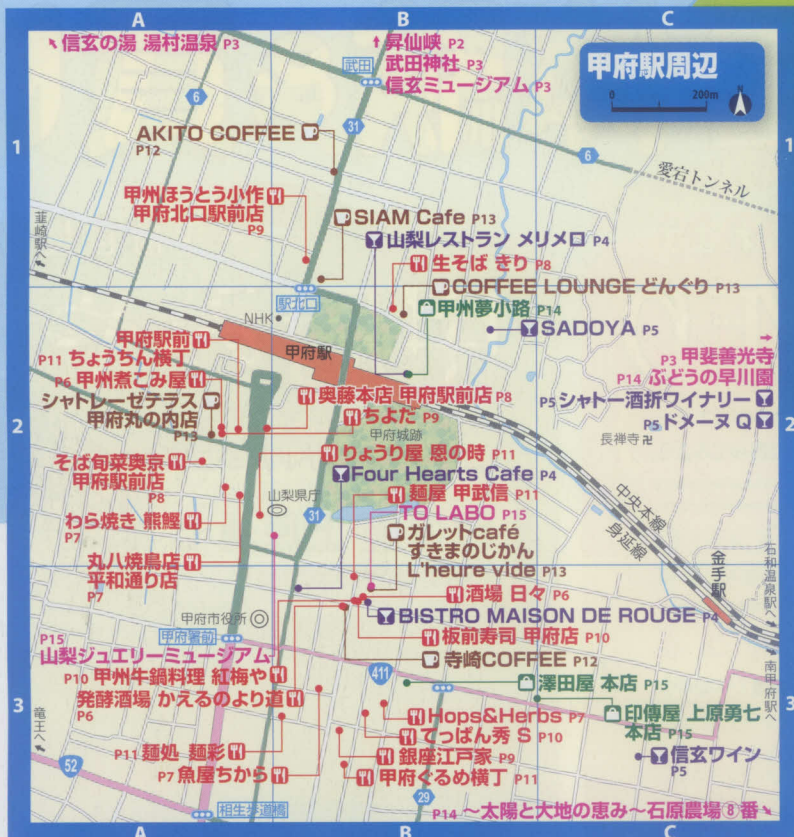 A
B
C
信玄の湯 湯村温泉 P3
昇仙峡 P2
武田神社 P3
信玄ミュージアム P3
甲府駅周辺
0 200m
N
武田
6
31
6
1
1
愛宕トンネル
AKITO COFFEE
P12
甲州ほうとう小作
甲府北口駅前店
P9
SIAM Cafe P13
山梨レストラン メリメロ P4
生そば きり P8
COFFEE LOUNGE どんぐり P13
韮崎駅へ
駅北口
NHK
甲州夢小路 P14
SADOYA P5
甲府駅
甲府駅前
P11 ちょうちん横丁
P6 甲州煮こみ屋
シャトレーゼテラス
甲府丸の内店
P13
P3 甲斐善光寺
P14 ぶどうの早川園
P5 シャトー酒折ワイナリー
P5 ドメーヌ Q
奥藤本店 甲府駅前店 P8
ちよだ P9
甲府城跡
2
2
長禅寺 卍
りょうり屋 恩の時 P11
Four Hearts Cafe P4
そば旬菜奥京
甲府駅前店
P8
山梨県庁
麺屋 甲武信 P11
TO LABO P15
31
わら焼き 熊鰹
P7
ガレットcafé
すきまのじかん
L'heure vide P13
中央本線
身延線
金手駅
石和温泉駅へ
丸八焼鳥店
平和通り店
P7
酒場 日々 P6
BISTRO MAISON DE ROUGE P4
甲府市役所
甲府署前
板前寿司 甲府店 P10
P15
山梨ジュエリーミュージアム
寺崎COFFEE P12
南甲府駅へ
P10 甲州牛鍋料理 紅梅や
411
澤田屋 本店 P15
発酵酒場 かえるのより道
P6
3
3
竜王へ
Hops&Herbs P7
印傳屋 上原勇七
本店 P15
てっぱん秀 S P10
P11 麺処 麺彩
銀座江戸家 P9
信玄ワイン
P5
52
P7 魚屋ちから
甲府ぐるめ横丁 P11
相生歩道橋
29
P14 ～太陽と大地の恵み～石原農場⑧番
A
B
C